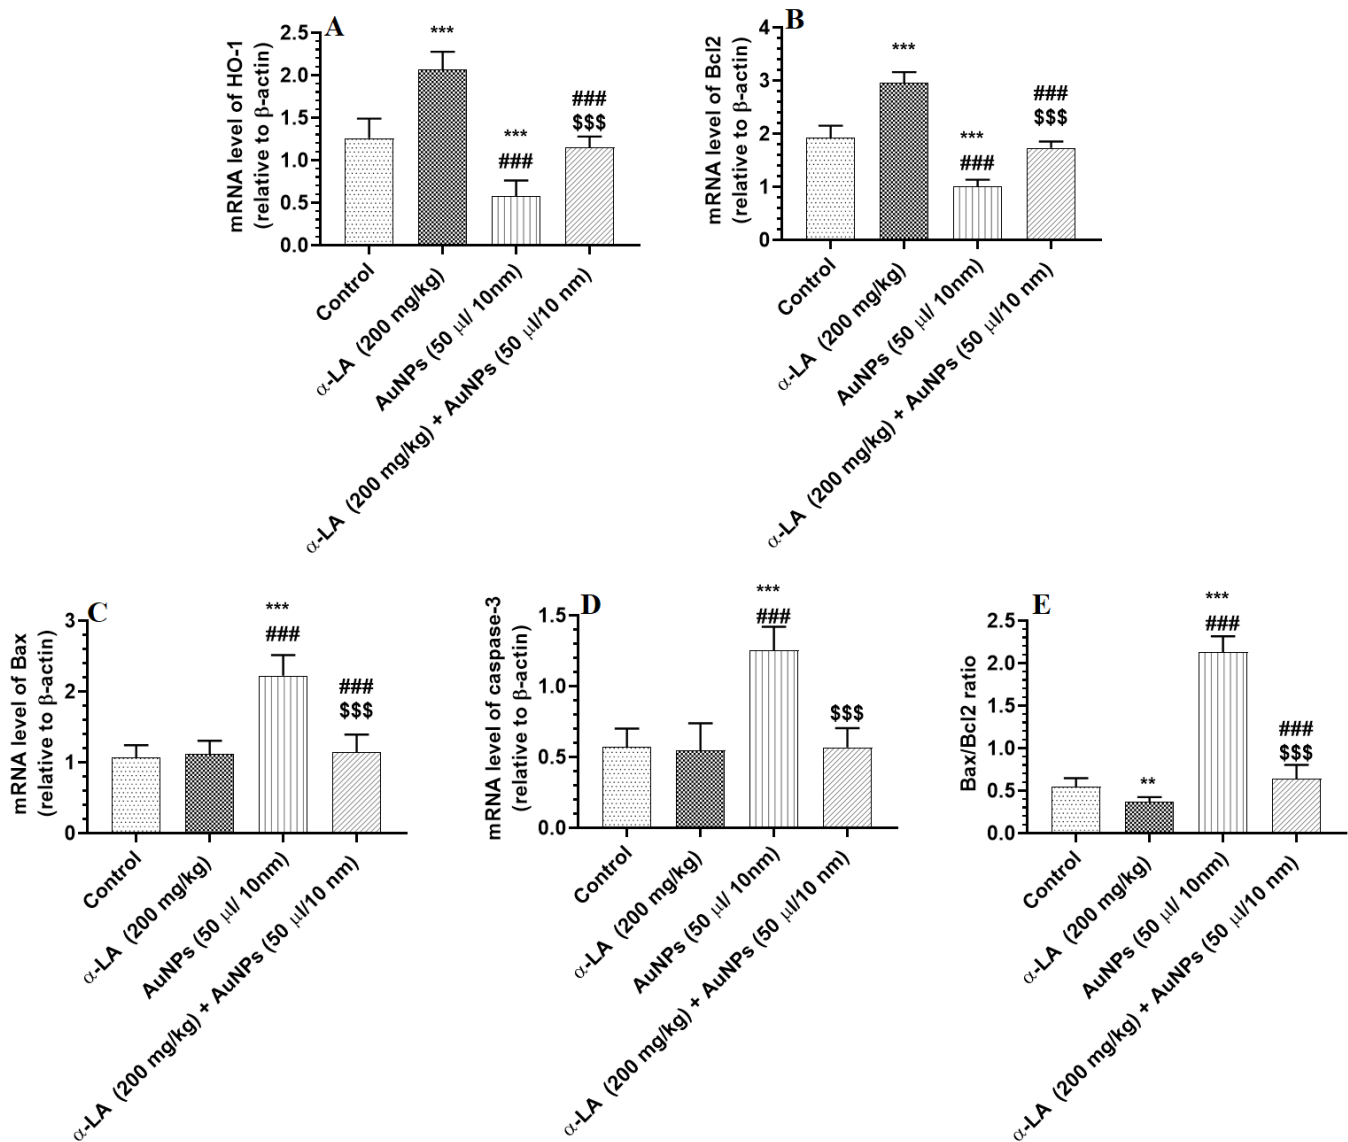 A
mRNA level of HO-1
(relative to β-actin)
2.5
2.0
1.5
1.0
0.5
0.0
***
***
###
###
$$$
Control
α-LA (200 mg/kg)
AuNPs (50 μl/ 10nm)
α-LA (200 mg/kg) + AuNPs (50 μl/10 nm)
B
mRNA level of Bcl2
(relative to β-actin)
4
3
2
1
0
***
***
###
###
$$$
Control
α-LA (200 mg/kg)
AuNPs (50 μl/ 10nm)
α-LA (200 mg/kg) + AuNPs (50 μl/10 nm)
C
mRNA level of Bax
(relative to β-actin)
3
2
1
0
***
###
###
$$$
Control
α-LA (200 mg/kg)
AuNPs (50 μl/ 10nm)
α-LA (200 mg/kg) + AuNPs (50 μl/10 nm)
D
mRNA level of caspase-3
(relative to β-actin)
1.5
1.0
0.5
0.0
***
###
$$$
Control
α-LA (200 mg/kg)
AuNPs (50 μl/ 10nm)
α-LA (200 mg/kg) + AuNPs (50 μl/10 nm)
E
Bax/Bcl2 ratio
2.5
2.0
1.5
1.0
0.5
0.0
**
***
###
###
$$$
Control
α-LA (200 mg/kg)
AuNPs (50 μl/ 10nm)
α-LA (200 mg/kg) + AuNPs (50 μl/10 nm)